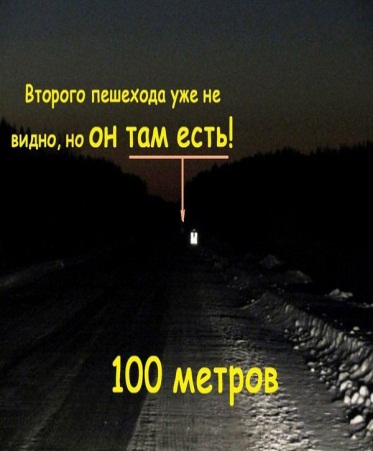 Второго пешехода уже не
видно, но он там есть!
100 метров